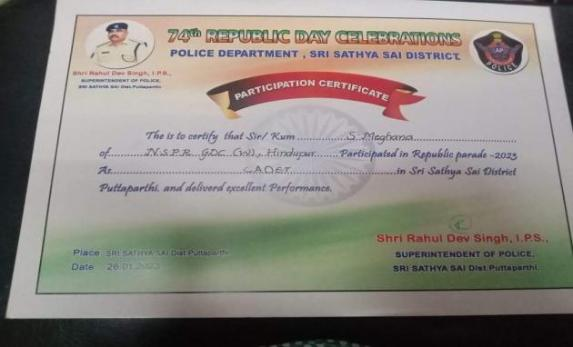 74th REPUBLIC DAY CELEBRATIONS
POLICE DEPARTMENT, SRI SATHYA SAI DISTRICT.
AP
POLICE
Shri Rahul Dev Singh, I.P.S.,
SUPERINTENDENT OF POLICE,
SRI SATHYA SAI Dist.Puttaparthi
PARTICIPATION CERTIFICATE
The is to certify that Sir/ Kum S. Meghana
of N.S.P.R. GDC (W), Hindupur Participated in Republic parade -2023
As CADET in Sri Sathya Sai District
Puttaparthi. and deliverd excellent Performance.
Shri Rahul Dev Singh, I.P.S.,
SUPERINTENDENT OF POLICE,
SRI SATHYA SAI Dist.Puttaparthi.
Place : SRI SATHYA SAI Dist.Puttaparthi
Date : 26.01.2023